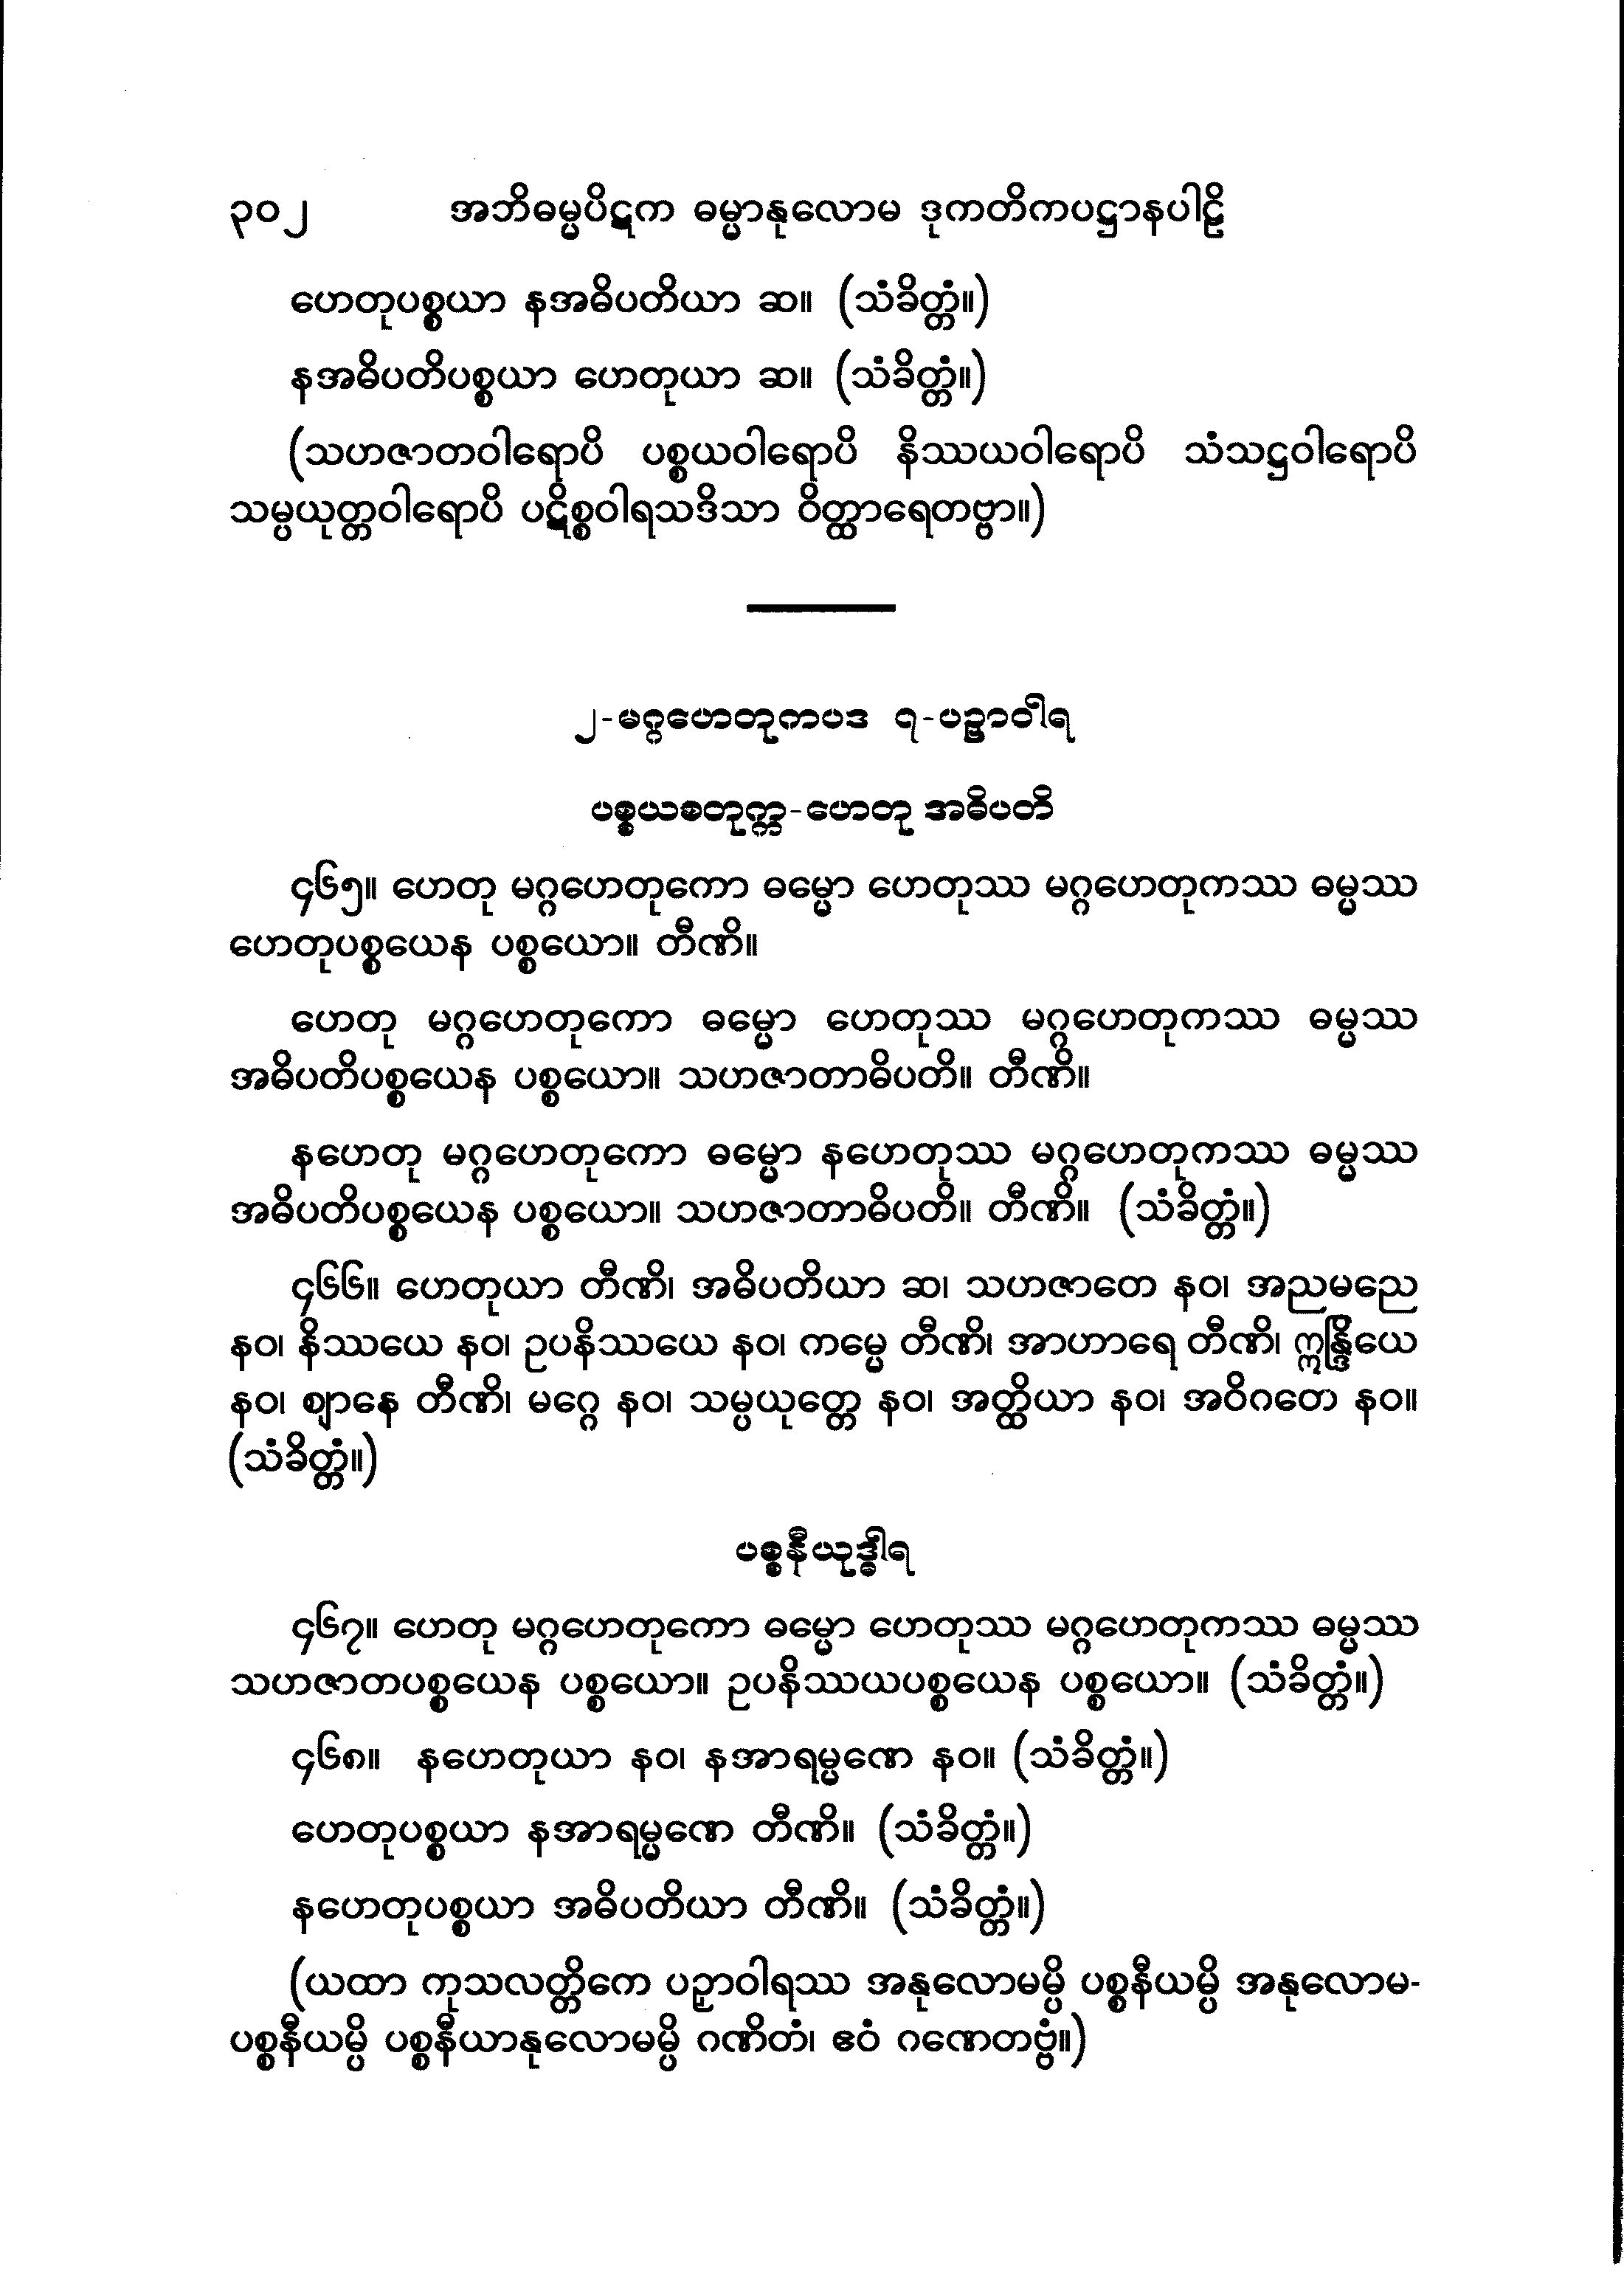 ၃၀၂ အဘိဓမ္မပိဋက ဓမ္မာနုလောမ ဒုကတိကပဋ္ဌာနပါဠိ
ဟေတုပစ္စယာ နအဓိပတိယာ ဆ။ (သံခိတ္တံ။)
နအဓိပတိပစ္စယာ ဟေတုယာ ဆ။ (သံခိတ္တံ။)
(သဟဇာတဝါရောပိ ပစ္စယဝါရောပိ နိဿယဝါရောပိ သံသဋ္ဌဝါရောပိ
သမ္ပယုတ္တဝါရောပိ ပဋိစ္စဝါရသဒိသာ ဝိတ္ထာရေတဗ္ဗာ။)
၂-မဂ္ဂဟေတုကပဒ ၇-ပဉ္ဟာဝါရ
ပစ္စယစတုက္က-ဟေတု အဓိပတိ
၄၆၅။ ဟေတု မဂ္ဂဟေတုကော ဓမ္မော ဟေတုဿ မဂ္ဂဟေတုကဿ ဓမ္မဿ
ဟေတုပစ္စယေန ပစ္စယော။ တီဏိ။
ဟေတု မဂ္ဂဟေတုကော ဓမ္မော ဟေတုဿ မဂ္ဂဟေတုကဿ ဓမ္မဿ
အဓိပတိပစ္စယေန ပစ္စယော။ သဟဇာတာဓိပတိ။ တီဏိ။
နဟေတု မဂ္ဂဟေတုကော ဓမ္မော နဟေတုဿ မဂ္ဂဟေတုကဿ ဓမ္မဿ
အဓိပတိပစ္စယေန ပစ္စယော။ သဟဇာတာဓိပတိ။ တီဏိ။ (သံခိတ္တံ။)
၄၆၆။ ဟေတုယာ တီဏိ၊ အဓိပတိယာ ဆ၊ သဟဇာတေ နဝ၊ အညမညေ
နဝ၊ နိဿယေ နဝ၊ ဥပနိဿယေ နဝ၊ ကမ္မေ တီဏိ၊ အာဟာရေ တီဏိ၊ ဣန္ဒြိယေ
နဝ၊ ဈာနေ တီဏိ၊ မဂ္ဂေ နဝ၊ သမ္ပယုတ္တေ နဝ၊ အတ္ထိယာ နဝ၊ အဝိဂတေ နဝ။
(သံခိတ္တံ။)
ပစ္စနီယုဒ္ဓါရ
၄၆၇။ ဟေတု မဂ္ဂဟေတုကော ဓမ္မော ဟေတုဿ မဂ္ဂဟေတုကဿ ဓမ္မဿ
သဟဇာတပစ္စယေန ပစ္စယော။ ဥပနိဿယပစ္စယေန ပစ္စယော။ (သံခိတ္တံ။)
၄၆၈။ နဟေတုယာ နဝ၊ နအာရမ္မဏေ နဝ။ (သံခိတ္တံ။)
ဟေတုပစ္စယာ နအာရမ္မဏေ တီဏိ။ (သံခိတ္တံ။)
နဟေတုပစ္စယာ အဓိပတိယာ တီဏိ။ (သံခိတ္တံ။)
(ယထာ ကုသလတ္တိကေ ပဉှာဝါရဿ အနုလောမမ္ပိ ပစ္စနီယမ္ပိ အနုလောမ-
ပစ္စနီယမ္ပိ ပစ္စနီယာနုလောမမ္ပိ ဂဏိတံ၊ ဧဝံ ဂဏေတဗ္ဗံ။)